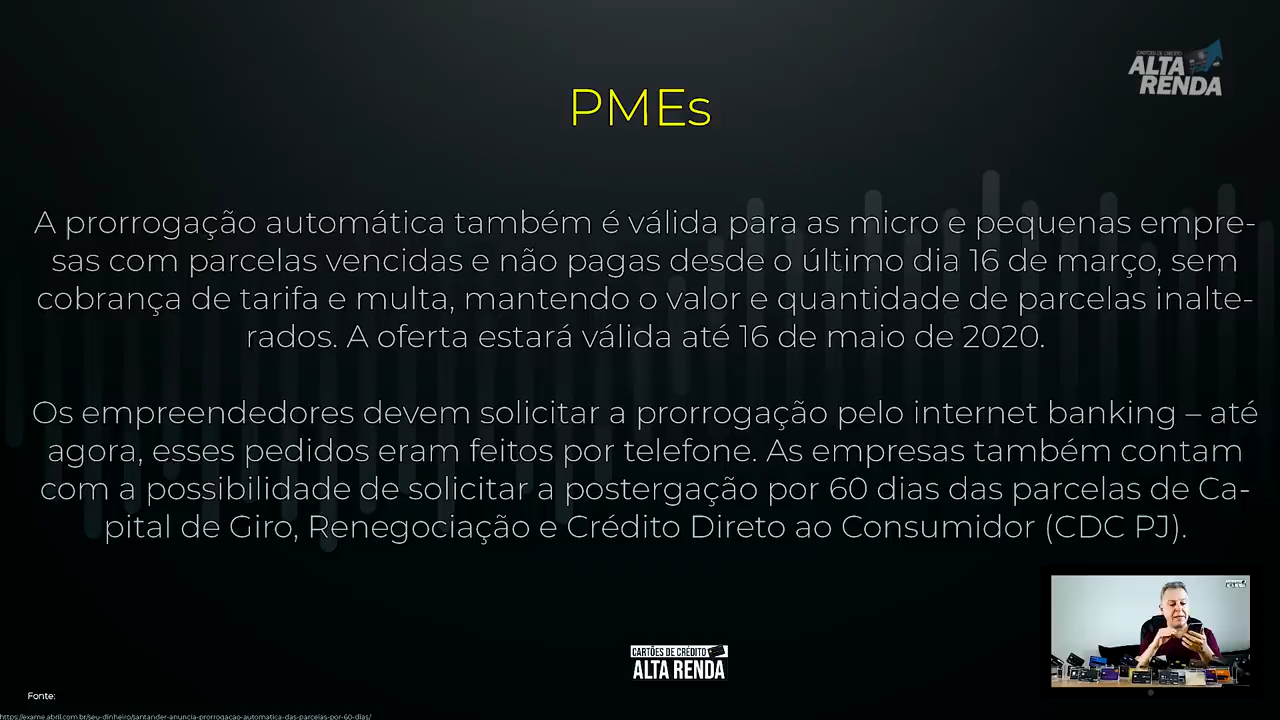 CARTÕES DE CRÉDITO
ALTA
RENDA
PMEs
A prorrogação automática também é válida para as micro e pequenas empre-
sas com parcelas vencidas e não pagas desde o último dia 16 de março, sem
cobrança de tarifa e multa, mantendo o valor e quantidade de parcelas inalte-
rados. A oferta estará válida até 16 de maio de 2020.
Os empreendedores devem solicitar a prorrogação pelo internet banking – até
agora, esses pedidos eram feitos por telefone. As empresas também contam
com a possibilidade de solicitar a postergação por 60 dias das parcelas de Ca-
pital de Giro, Renegociação e Crédito Direto ao Consumidor (CDC PJ).
CARTÕES DE CRÉDITO
ALTA RENDA
Fonte:
https://exame.abril.com.br/seu-dinheiro/santander-anuncia-prorrogacao-automatica-das-parcelas-por-60-dias/